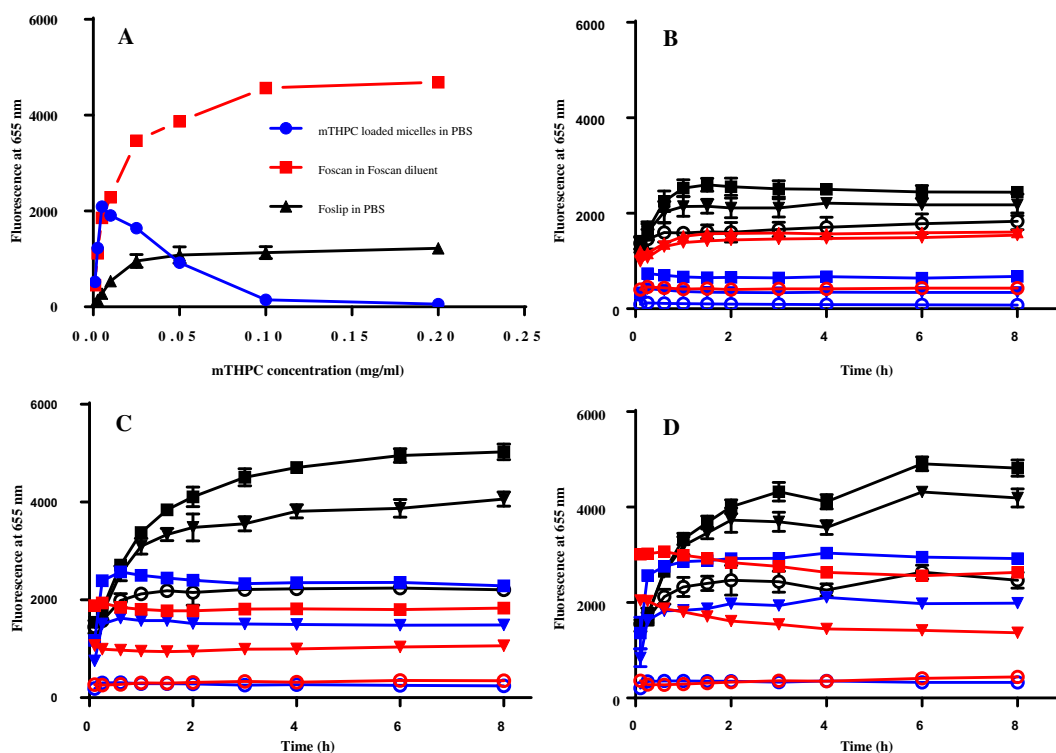 A
Fluorescence at 655 nm
6000
4000
2000
0
mTHPC loaded micelles in PBS
Foscan in Foscan diluent
Foslip in PBS
0.00 0.05 0.10 0.15 0.20 0.25
mTHPC concentration (mg/ml)
B
Fluorescence at 655 nm
6000
4000
2000
0
0 2 4 6 8
Time (h)
C
Fluorescence at 655 nm
6000
4000
2000
0
0 2 4 6 8
Time (h)
D
Fluorescence at 655 nm
6000
4000
2000
0
0 2 4 6 8
Time (h)